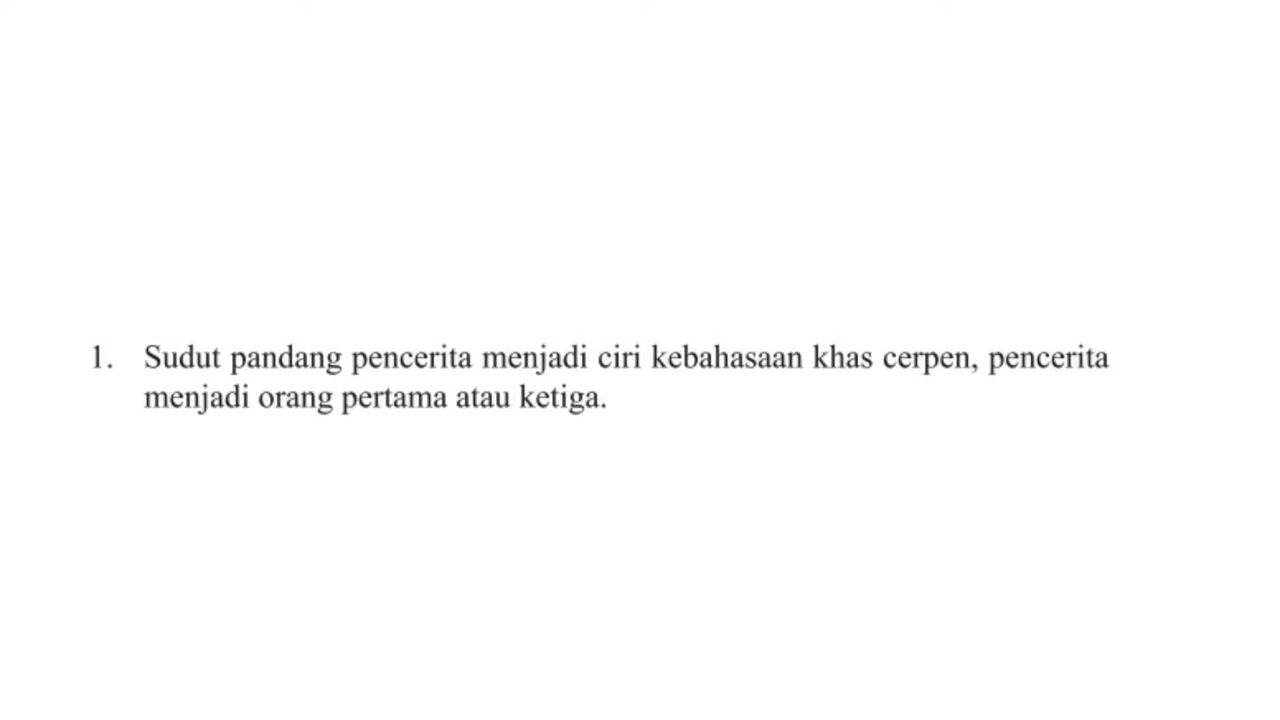 1. Sudut pandang pencerita menjadi ciri kebahasaan khas cerpen, pencerita
menjadi orang pertama atau ketiga.